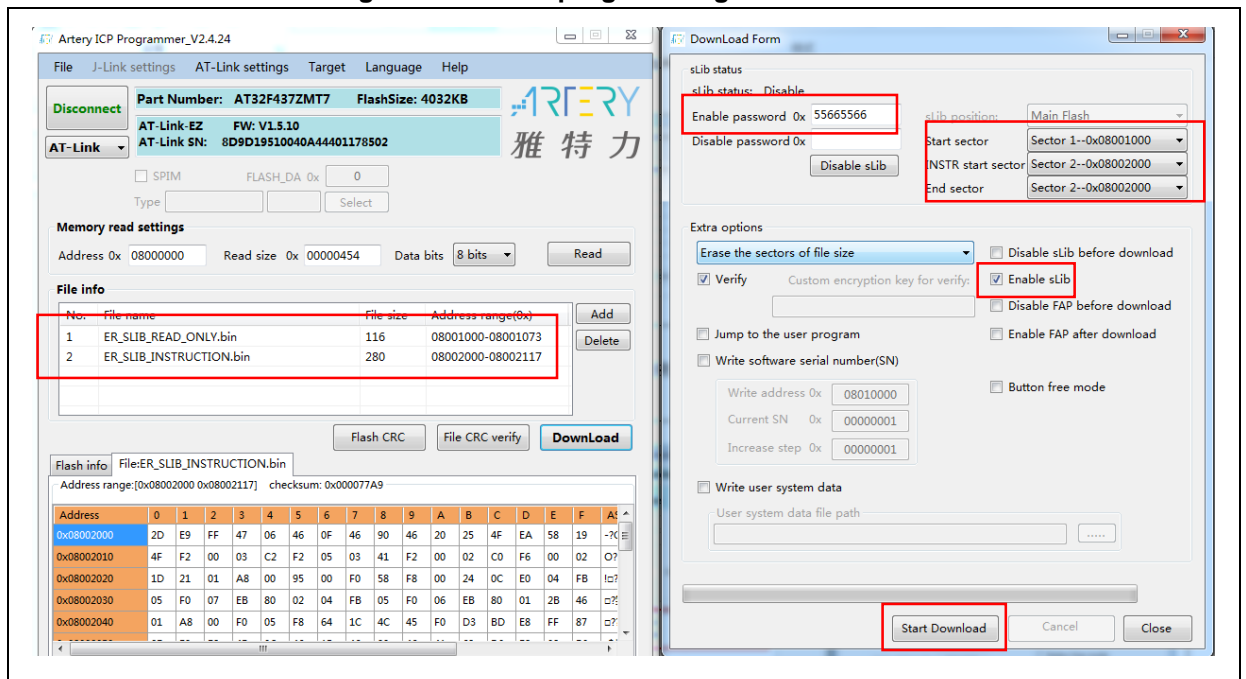 Artery ICP Programmer_V2.4.24
File J-Link settings AT-Link settings Target Language Help
Disconnect
Part Number: AT32F437ZMT7 FlashSize: 4032KB
AT-Link-EZ FW: V1.5.10
AT-Link SN: 8D9D19510040A44401178502
AT-Link
ARTERY
雅特力
SPIM FLASH_DA 0x 0
Type Select
Memory read settings
Address 0x 08000000 Read size 0x 00000454 Data bits 8 bits Read
File info
No. File name File size Address range(0x)
1 ER_SLIB_READ_ONLY.bin 116 08001000-08001073
2 ER_SLIB_INSTRUCTION.bin 280 08002000-08002117
Add
Delete
Flash CRC File CRC verify DownLoad
Flash info File:ER_SLIB_INSTRUCTION.bin
Address range:[0x08002000 0x08002117] checksum: 0x000077A9
Address 0 1 2 3 4 5 6 7 8 9 A B C D E F
0x08002000 2D E9 FF 47 06 46 0F 46 90 46 20 25 4F EA 58 19
0x08002010 4F F2 00 03 C2 F2 05 03 41 F2 00 02 C0 F6 00 02
0x08002020 1D 21 01 A8 00 95 00 F0 58 F8 00 24 0C E0 04 FB
0x08002030 05 F0 07 EB 80 02 04 FB 05 F0 06 EB 80 01 2B 46
0x08002040 01 A8 00 F0 05 F8 64 1C 4C 45 F0 D3 BD E8 FF 87
DownLoad Form
sLib status
sLib status: Disable
Enable password 0x 55665566
Disable password 0x
Disable sLib
sLib position: Main Flash
Start sector Sector 1--0x08001000
INSTR start sector Sector 2--0x08002000
End sector Sector 2--0x08002000
Extra options
Erase the sectors of file size
Disable sLib before download
Verify Custom encryption key for verify:
Enable sLib
Disable FAP before download
Jump to the user program
Enable FAP after download
Write software serial number(SN)
Write address 0x 08010000
Button free mode
Current SN 0x 00000001
Increase step 0x 00000001
Write user system data
User system data file path
.....
Start Download Cancel Close